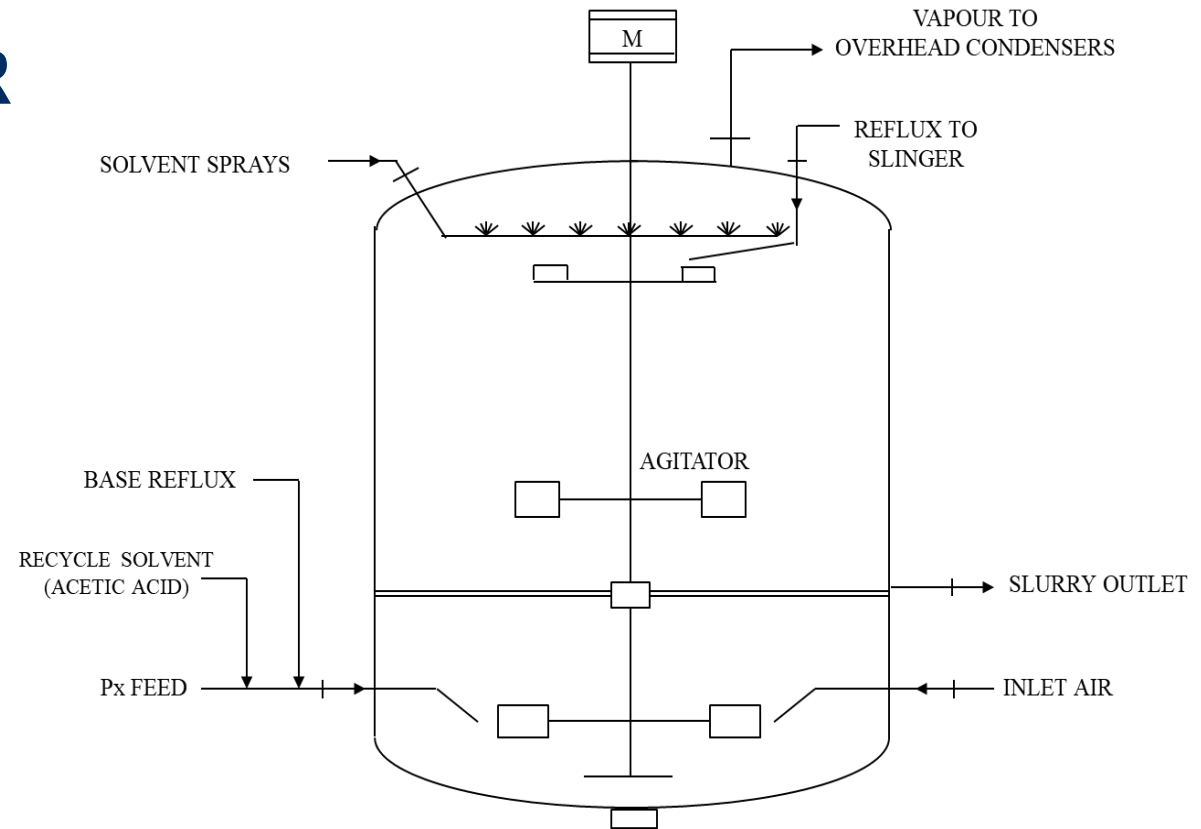 R
M
VAPOUR TO
OVERHEAD CONDENSERS
REFLUX TO
SLINGER
SOLVENT SPRAYS
AGITATOR
BASE REFLUX
RECYCLE SOLVENT
(ACETIC ACID)
SLURRY OUTLET
Px FEED
INLET AIR